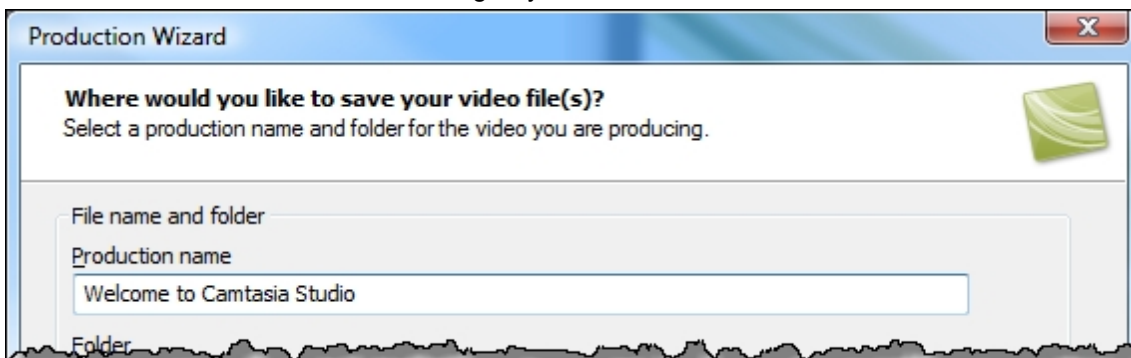 Production Wizard
Where would you like to save your video file(s)?
Select a production name and folder for the video you are producing.
File name and folder
Production name
Welcome to Camtasia Studio
Folder